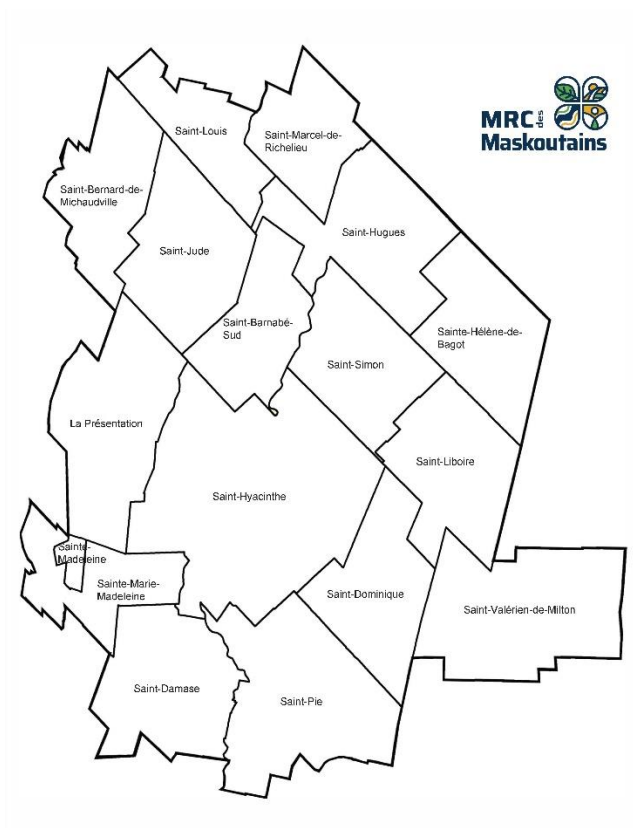 MRC des
Maskoutains
Saint-Louis
Saint-Marcel-de-
Richelieu
Saint-Bernard-de-
Michaudville
Saint-Hugues
Saint-Jude
Saint-Barnabé-
Sud
Sainte-Hélène-de-
Bagot
Saint-Simon
La Présentation
Saint-Liboire
Saint-Hyacinthe
Sainte-
Madeleine
Sainte-Marie-
Madeleine
Saint-Dominique
Saint-Valérien-de-Milton
Saint-Damase
Saint-Pie